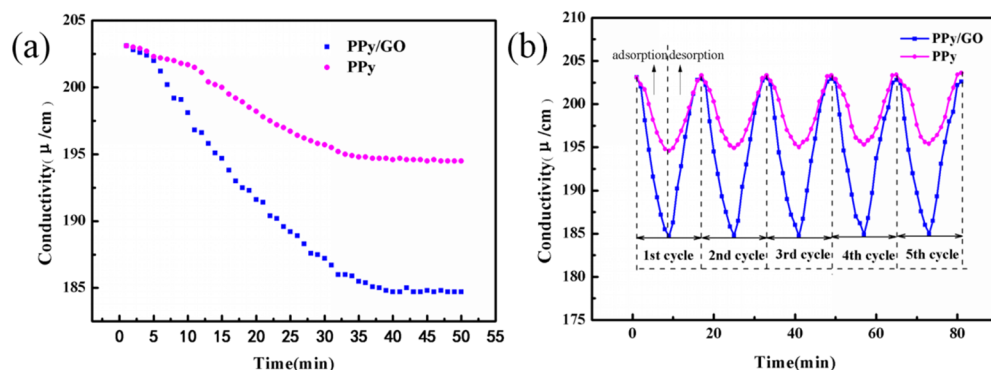 (a)
Conductivity( μ/cm)
205
200
195
190
185
PPy/GO
PPy
0 5 10 15 20 25 30 35 40 45 50 55
Time(min)
(b)
Conductivity( μ/cm)
210
205
200
195
190
185
180
175
PPy/GO
PPy
adsorption desorption
1st cycle 2nd cycle 3rd cycle 4th cycle 5th cycle
0 20 40 60 80
Time(min)